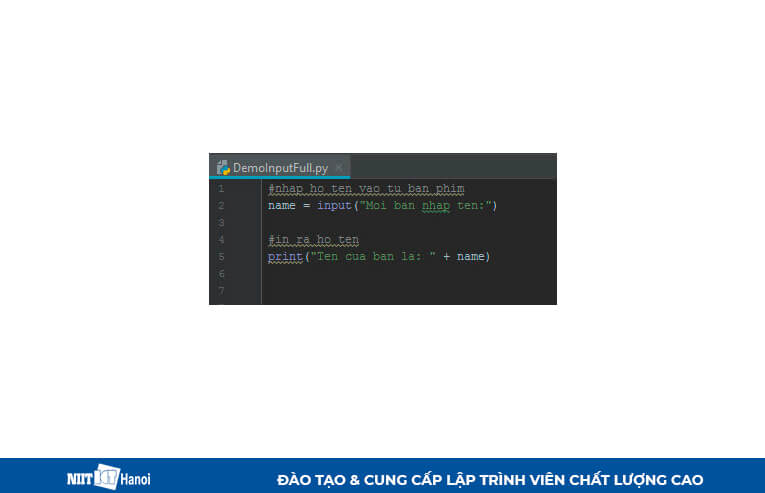 DemoInputFull.py
1 #nhap ho ten vao tu ban phim
2 name = input("Moi ban nhap ten:")
3
4 #in ra ho ten
5 print("Ten cua ban la: " + name)
6
7
NIIT ICT Hanoi
ĐÀO TẠO & CUNG CẤP LẬP TRÌNH VIÊN CHẤT LƯỢNG CAO